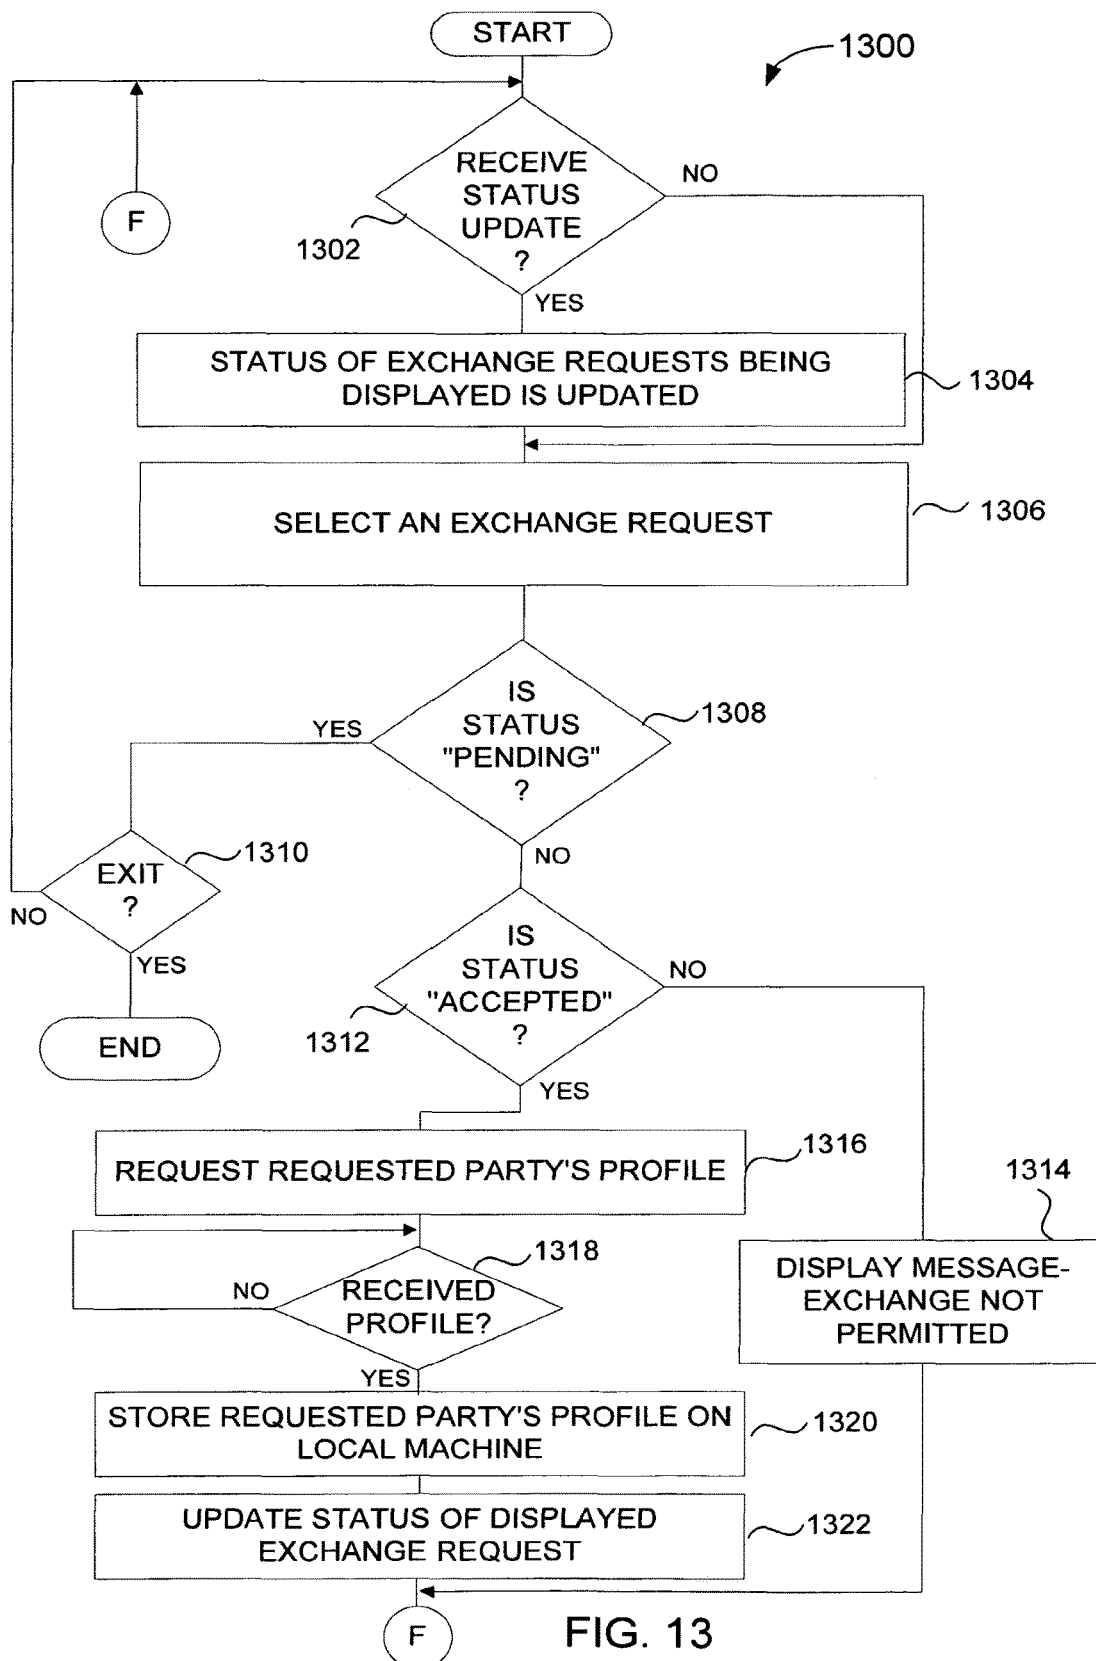 START
1300
RECEIVE
STATUS
UPDATE
?
NO
F
1302
YES
STATUS OF EXCHANGE REQUESTS BEING
DISPLAYED IS UPDATED
1304
SELECT AN EXCHANGE REQUEST
1306
IS
STATUS
"PENDING"
?
1308
YES
NO
EXIT
?
1310
NO
YES
END
IS
STATUS
"ACCEPTED"
?
NO
1312
YES
REQUEST REQUESTED PARTY'S PROFILE
1316
1314
DISPLAY MESSAGE-
EXCHANGE NOT
PERMITTED
RECEIVED
PROFILE?
1318
NO
YES
STORE REQUESTED PARTY'S PROFILE ON
LOCAL MACHINE
1320
UPDATE STATUS OF DISPLAYED
EXCHANGE REQUEST
1322
F
FIG. 13